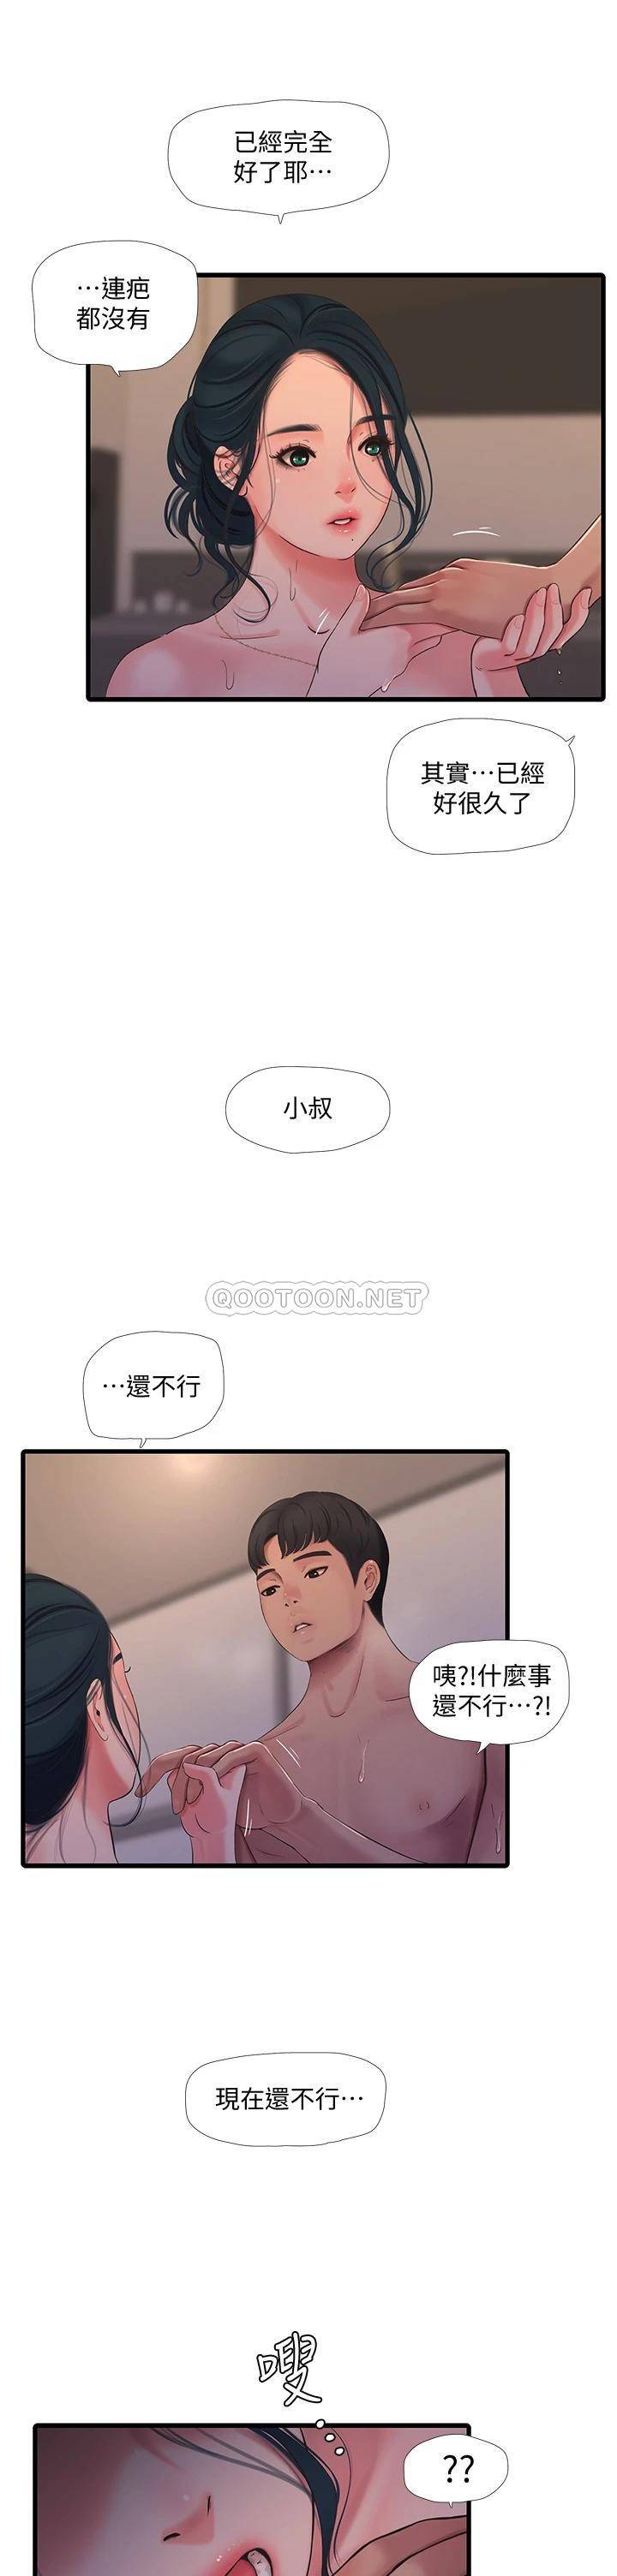 已經完全
好了耶⋯
⋯連疤
都沒有
其實⋯已經
好很久了
小叔
QOOTOON.NET
⋯還不行
咦?!什麼事
還不行⋯?!
現在還不行⋯
嗖
??